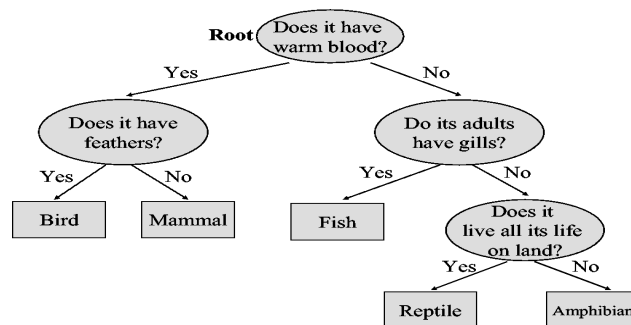 Root
Does it have
warm blood?
Yes
No
Does it have
feathers?
Do its adults
have gills?
Yes
No
Yes
No
Bird
Mammal
Fish
Does it
live all its life
on land?
Yes
No
Reptile
Amphibian